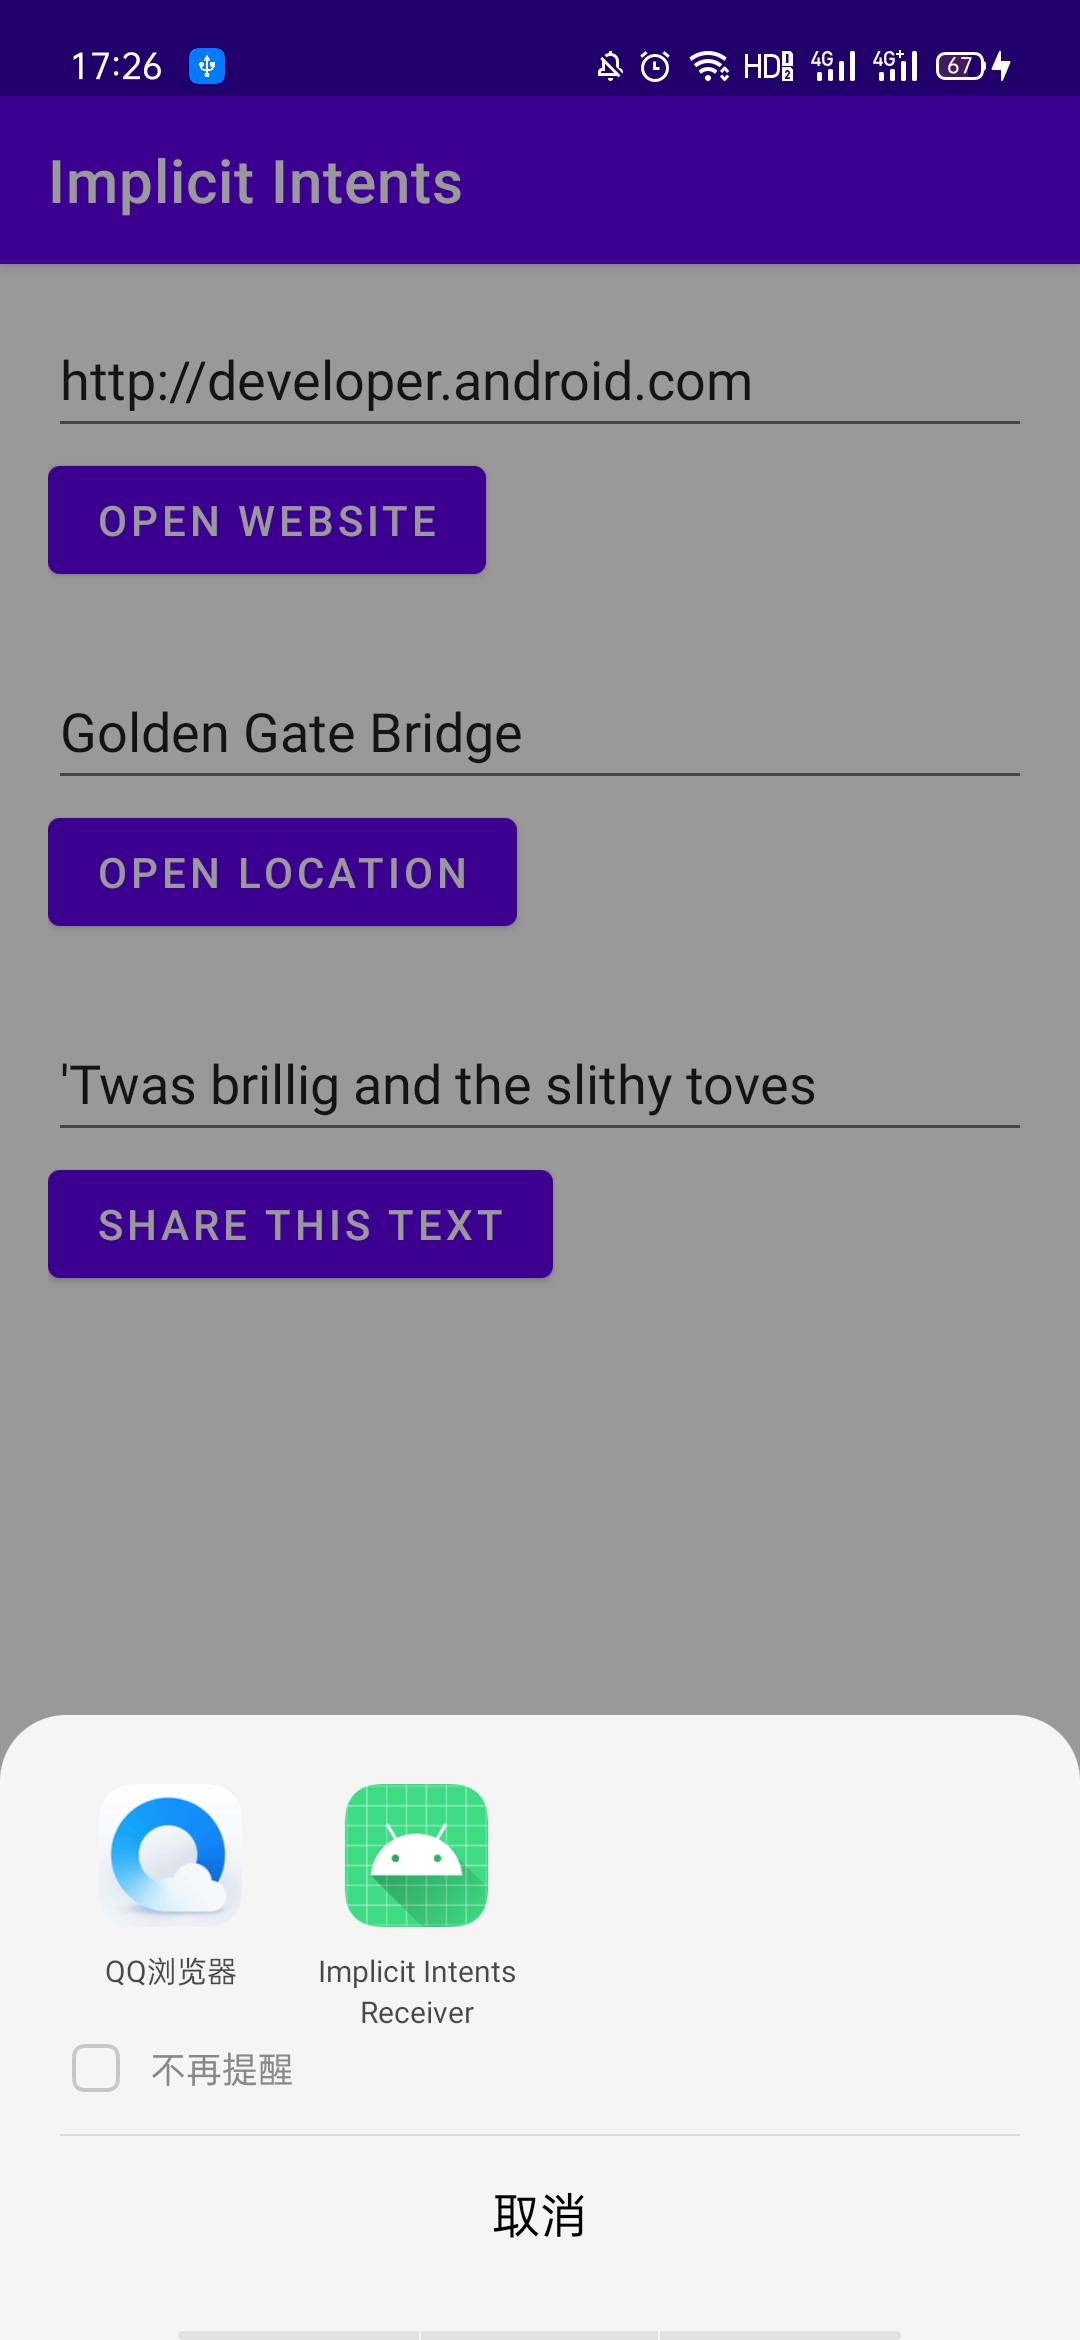 17:26
HD 1 2 4G 4G+ 67
Implicit Intents
http://developer.android.com
OPEN WEBSITE
Golden Gate Bridge
OPEN LOCATION
'Twas brillig and the slithy toves
SHARE THIS TEXT
QQ浏览器
Implicit Intents
Receiver
不再提醒
取消